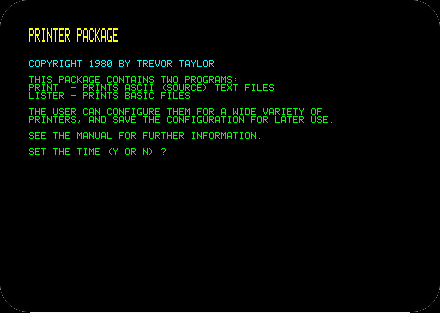 PRINTER PACKAGE
COPYRIGHT 1980 BY TREVOR TAYLOR
THIS PACKAGE CONTAINS TWO PROGRAMS:
PRINT  - PRINTS ASCII (SOURCE) TEXT FILES
LISTER - PRINTS BASIC FILES
THE USER CAN CONFIGURE THEM FOR A WIDE VARIETY OF
PRINTERS, AND SAVE THE CONFIGURATION FOR LATER USE.
SEE THE MANUAL FOR FURTHER INFORMATION.
SET THE TIME (Y OR N) ?